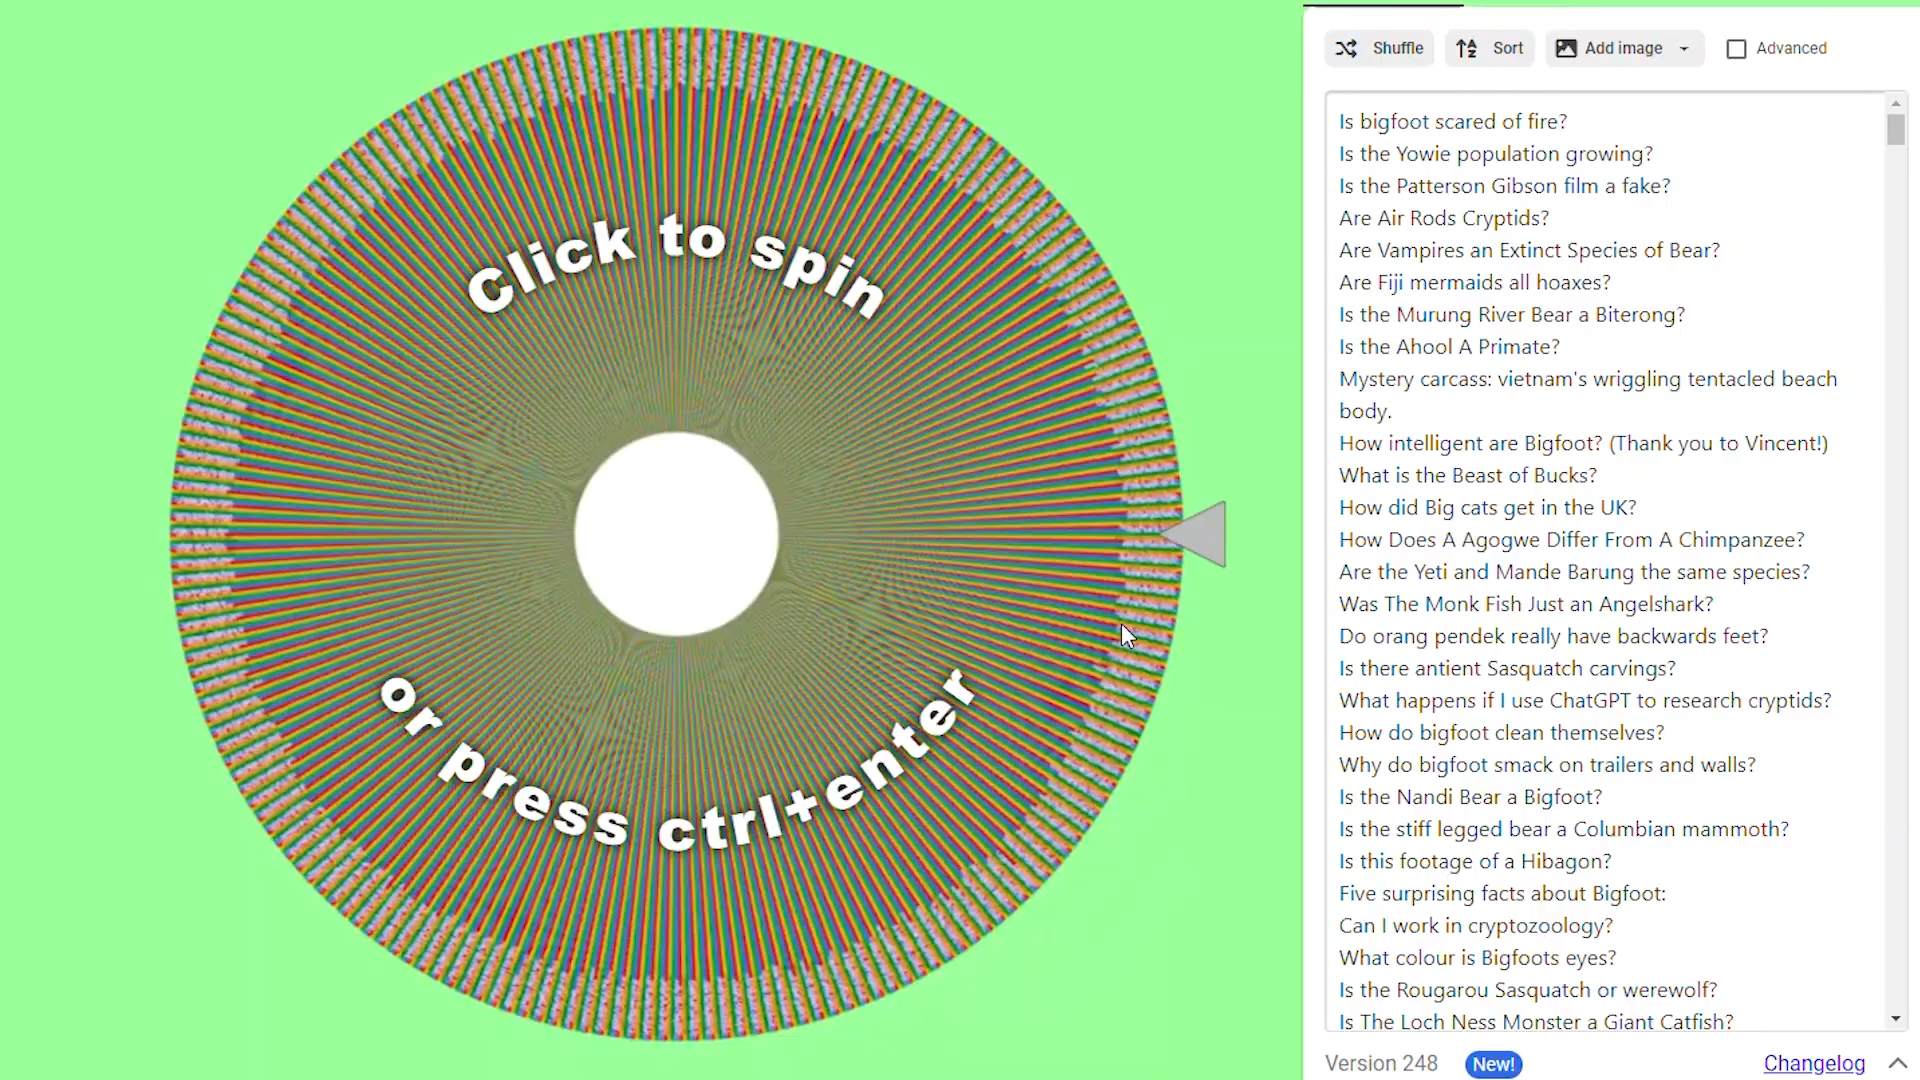 Click to spin
or press ctrl+enter
Shuffle
Sort
Add image
Advanced
Is bigfoot scared of fire?
Is the Yowie population growing?
Is the Patterson Gibson film a fake?
Are Air Rods Cryptids?
Are Vampires an Extinct Species of Bear?
Are Fiji mermaids all hoaxes?
Is the Murung River Bear a Biterong?
Is the Ahool A Primate?
Mystery carcass: vietnam's wriggling tentacled beach
body.
How intelligent are Bigfoot? (Thank you to Vincent!)
What is the Beast of Bucks?
How did Big cats get in the UK?
How Does A Agogwe Differ From A Chimpanzee?
Are the Yeti and Mande Barung the same species?
Was The Monk Fish Just an Angelshark?
Do orang pendek really have backwards feet?
Is there antient Sasquatch carvings?
What happens if I use ChatGPT to research cryptids?
How do bigfoot clean themselves?
Why do bigfoot smack on trailers and walls?
Is the Nandi Bear a Bigfoot?
Is the stiff legged bear a Columbian mammoth?
Is this footage of a Hibagon?
Five surprising facts about Bigfoot:
Can I work in cryptozoology?
What colour is Bigfoots eyes?
Is the Rougarou Sasquatch or werewolf?
Is The Loch Ness Monster a Giant Catfish?
Version 248
New!
Changelog